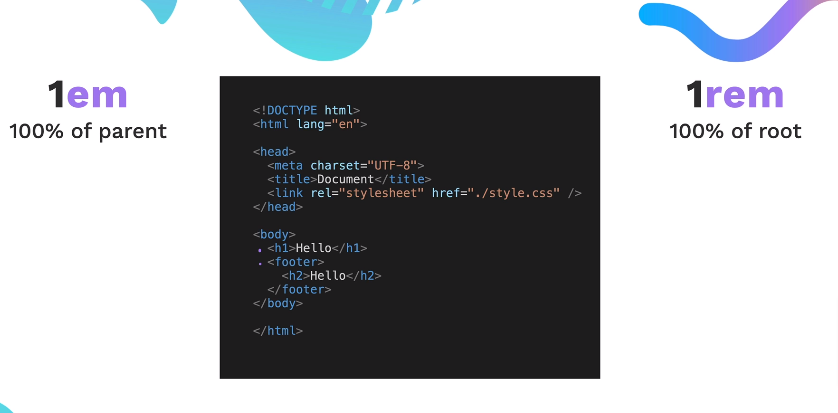 1em
100% of parent
<!DOCTYPE html>
<html lang="en">
<head>
<meta charset="UTF-8">
<title>Document</title>
<link rel="stylesheet" href="./style.css" />
</head>
<body>
<h1>Hello</h1>
<footer>
<h2>Hello</h2>
</footer>
</body>
</html>
1rem
100% of root